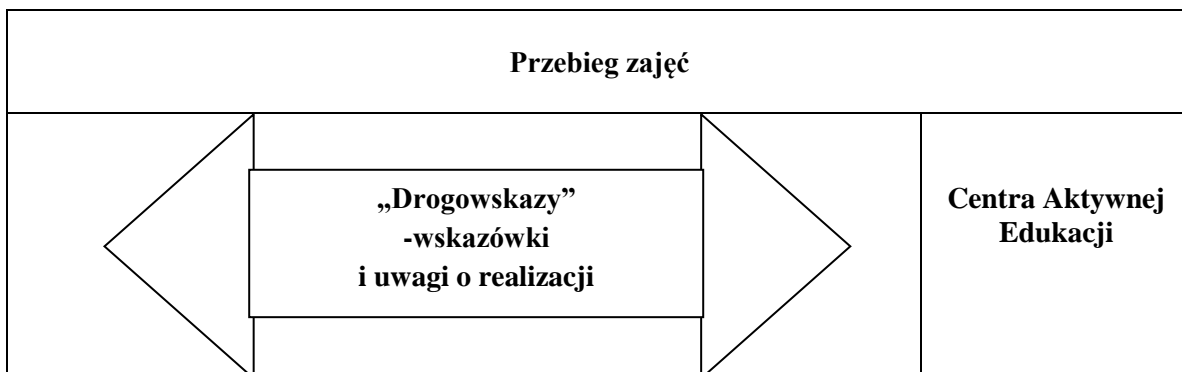 Przebieg zajęć
„Drogowskazy”
-wskazówki
i uwagi o realizacji
Centra Aktywnej
Edukacji